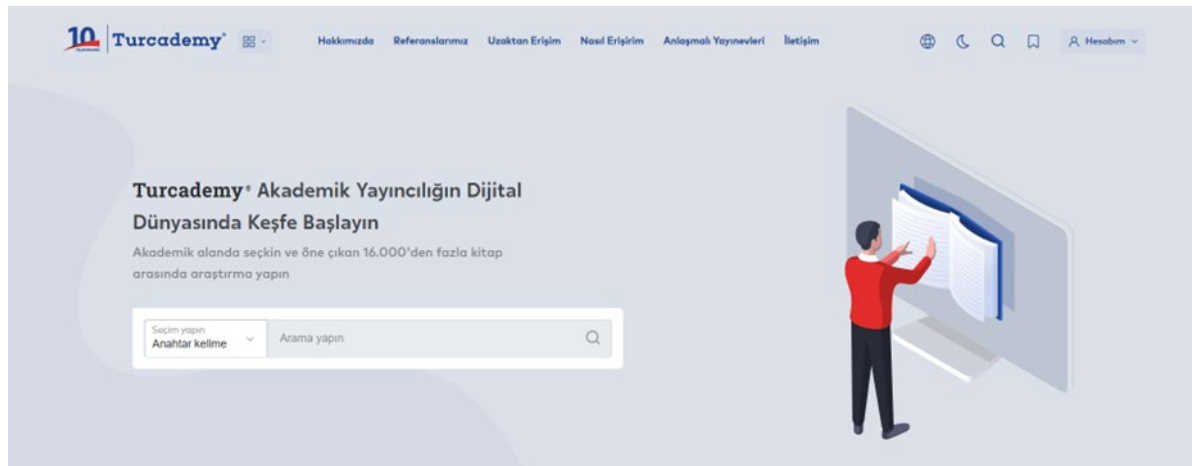 10. Turcademy®
Hakkımızda Referanslarımız Uzaktan Erişim Nasıl Erişirim Anlaşmalı Yayınevleri İletişim
Hesabım
Turcademy® Akademik Yayıncılığın Dijital
Dünyasında Keşfe Başlayın
Akademik alanda seçkin ve öne çıkan 16.000'den fazla kitap
arasında araştırma yapın
Seçim yapın
Anahtar kelime
Arama yapın